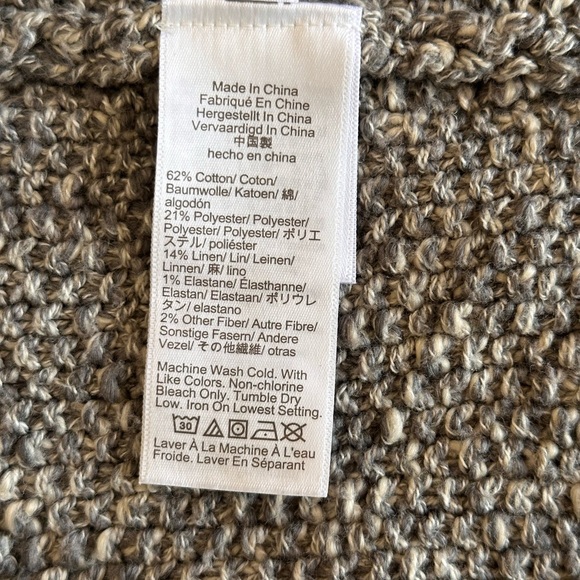 Made In China
Fabriqué En Chine
Hergestellt In China
Vervaardigd In China
中国製
hecho en china
62% Cotton/ Coton/
Baumwolle/ Katoen/ 綿/
algodón
21% Polyester/ Polyester/
Polyester/ Polyester/ ポリエ
ステル/ poliéster
14% Linen/ Lin/ Leinen/
Linnen/ 麻/ lino
1% Elastane/ Élasthanne/
Elastan/ Elastaan/ ポリウレ
タン/ elastano
2% Other Fiber/ Autre Fibre/
Sonstige Fasern/ Andere
Vezel/ その他繊維/ otras
Machine Wash Cold. With
Like Colors. Non-chlorine
Bleach Only. Tumble Dry
Low. Iron On Lowest Setting.
30
Laver À La Machine À L'eau
Froide. Laver En Séparant